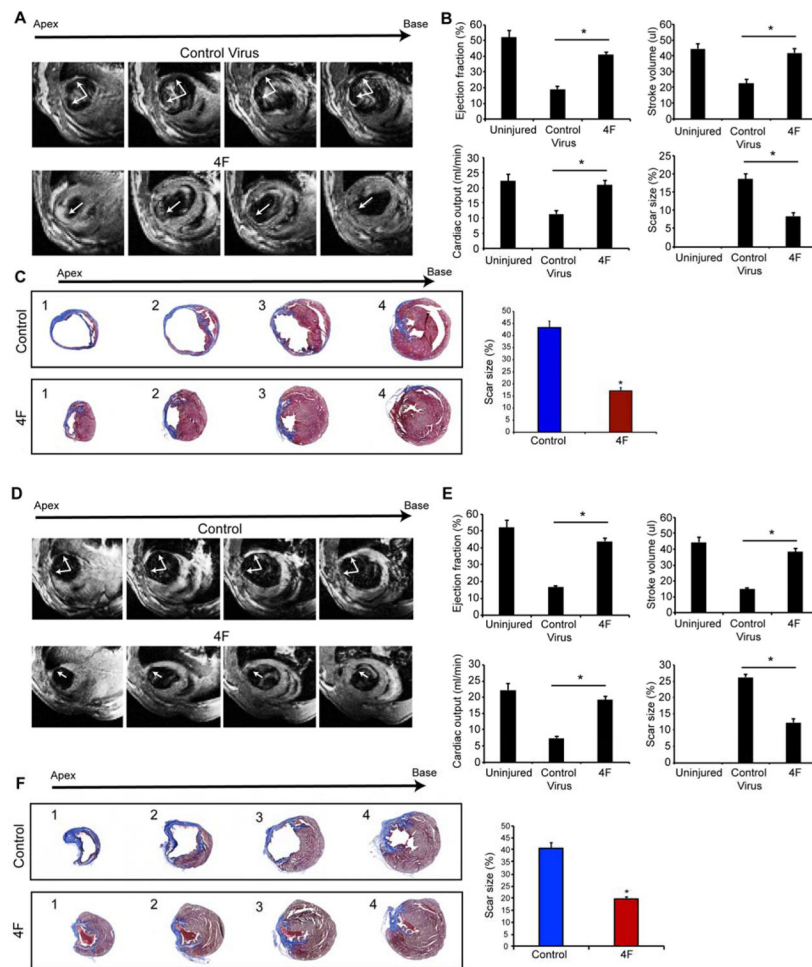 A
Apex
Base
Control Virus
4F
B
Ejection fraction (%)
60
50
40
30
20
10
0
*
Uninjured
Control
Virus
4F
Stroke volume (ul)
60
50
40
30
20
10
0
*
Uninjured
Control
Virus
4F
Cardiac output (ml/min)
30
25
20
15
10
5
0
*
Uninjured
Control
Virus
4F
Scar size (%)
25
20
15
10
5
0
*
Uninjured
Control
Virus
4F
C
Apex
Base
Control
1
2
3
4
4F
1
2
3
4
Scar size (%)
50
45
40
35
30
25
20
15
10
5
0
*
Control
4F
D
Apex
Base
Control
4F
E
Ejection fraction (%)
60
50
40
30
20
10
0
*
Uninjured
Control
Virus
4F
Stroke volume (ul)
60
50
40
30
20
10
0
*
Uninjured
Control
Virus
4F
Cardiac output (ml/min)
30
25
20
15
10
5
0
*
Uninjured
Control
Virus
4F
Scar size (%)
30
25
20
15
10
5
0
*
Uninjured
Control
Virus
4F
F
Apex
Base
Control
1
2
3
4
4F
1
2
3
4
Scar size (%)
50
45
40
35
30
25
20
15
10
5
0
*
Control
4F